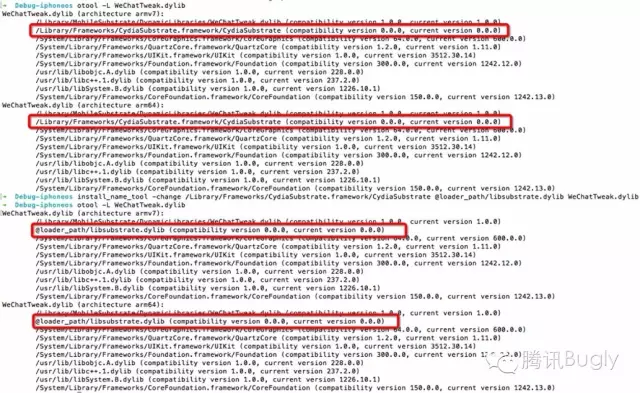 ➜ Debug-iphoneos otool -L WeChatTweak.dylib
WeChatTweak.dylib (architecture armv7):
/Library/MobileSubstrate/DynamicLibraries/WeChatTweak.dylib (compatibility version 1.0.0, current version 1.0.0)
/Library/Frameworks/CydiaSubstrate.framework/CydiaSubstrate (compatibility version 0.0.0, current version 0.0.0)
/System/Library/Frameworks/CoreGraphics.framework/CoreGraphics (compatibility version 64.0.0, current version 600.0.0)
/System/Library/Frameworks/QuartzCore.framework/QuartzCore (compatibility version 1.2.0, current version 1.11.0)
/System/Library/Frameworks/UIKit.framework/UIKit (compatibility version 1.0.0, current version 3512.30.14)
/System/Library/Frameworks/Foundation.framework/Foundation (compatibility version 300.0.0, current version 1242.12.0)
/usr/lib/libobjc.A.dylib (compatibility version 1.0.0, current version 228.0.0)
/usr/lib/libc++.1.dylib (compatibility version 1.0.0, current version 237.2.0)
/usr/lib/libSystem.B.dylib (compatibility version 1.0.0, current version 1226.10.1)
/System/Library/Frameworks/CoreFoundation.framework/CoreFoundation (compatibility version 150.0.0, current version 1242.13.0)
WeChatTweak.dylib (architecture arm64):
/Library/MobileSubstrate/DynamicLibraries/WeChatTweak.dylib (compatibility version 1.0.0, current version 1.0.0)
/Library/Frameworks/CydiaSubstrate.framework/CydiaSubstrate (compatibility version 0.0.0, current version 0.0.0)
/System/Library/Frameworks/CoreGraphics.framework/CoreGraphics (compatibility version 64.0.0, current version 600.0.0)
/System/Library/Frameworks/QuartzCore.framework/QuartzCore (compatibility version 1.2.0, current version 1.11.0)
/System/Library/Frameworks/UIKit.framework/UIKit (compatibility version 1.0.0, current version 3512.30.14)
/System/Library/Frameworks/Foundation.framework/Foundation (compatibility version 300.0.0, current version 1242.12.0)
/usr/lib/libobjc.A.dylib (compatibility version 1.0.0, current version 228.0.0)
/usr/lib/libc++.1.dylib (compatibility version 1.0.0, current version 237.2.0)
/usr/lib/libSystem.B.dylib (compatibility version 1.0.0, current version 1226.10.1)
/System/Library/Frameworks/CoreFoundation.framework/CoreFoundation (compatibility version 150.0.0, current version 1242.13.0)
➜ Debug-iphoneos install_name_tool -change /Library/Frameworks/CydiaSubstrate.framework/CydiaSubstrate @loader_path/libsubstrate.dylib WeChatTweak.dylib
➜ Debug-iphoneos otool -L WeChatTweak.dylib
WeChatTweak.dylib (architecture armv7):
/Library/MobileSubstrate/DynamicLibraries/WeChatTweak.dylib (compatibility version 1.0.0, current version 1.0.0)
@loader_path/libsubstrate.dylib (compatibility version 0.0.0, current version 0.0.0)
/System/Library/Frameworks/CoreGraphics.framework/CoreGraphics (compatibility version 64.0.0, current version 600.0.0)
/System/Library/Frameworks/QuartzCore.framework/QuartzCore (compatibility version 1.2.0, current version 1.11.0)
/System/Library/Frameworks/UIKit.framework/UIKit (compatibility version 1.0.0, current version 3512.30.14)
/System/Library/Frameworks/Foundation.framework/Foundation (compatibility version 300.0.0, current version 1242.12.0)
/usr/lib/libobjc.A.dylib (compatibility version 1.0.0, current version 228.0.0)
/usr/lib/libc++.1.dylib (compatibility version 1.0.0, current version 237.2.0)
/usr/lib/libSystem.B.dylib (compatibility version 1.0.0, current version 1226.10.1)
/System/Library/Frameworks/CoreFoundation.framework/CoreFoundation (compatibility version 150.0.0, current version 1242.13.0)
WeChatTweak.dylib (architecture arm64):
/Library/MobileSubstrate/DynamicLibraries/WeChatTweak.dylib (compatibility version 1.0.0, current version 1.0.0)
@loader_path/libsubstrate.dylib (compatibility version 0.0.0, current version 0.0.0)
/System/Library/Frameworks/CoreGraphics.framework/CoreGraphics (compatibility version 64.0.0, current version 600.0.0)
/System/Library/Frameworks/QuartzCore.framework/QuartzCore (compatibility version 1.2.0, current version 1.11.0)
/System/Library/Frameworks/UIKit.framework/UIKit (compatibility version 1.0.0, current version 3512.30.14)
/System/Library/Frameworks/Foundation.framework/Foundation (compatibility version 300.0.0, current version
/usr/lib/libobjc.A.dylib (compatibility version 1.0.0, current version 228.0.0)
/usr/lib/libc++.1.dylib (compatibility version 1.0.0, current version 237.2.0)
/usr/lib/libSystem.B.dylib (compatibility version 1.0.0, current version 1226.10.1)
/System/Library/Frameworks/CoreFoundation.framework/CoreFoundation (compatibility version 150.0.0, current version 1242.13.0)
腾讯Bugly